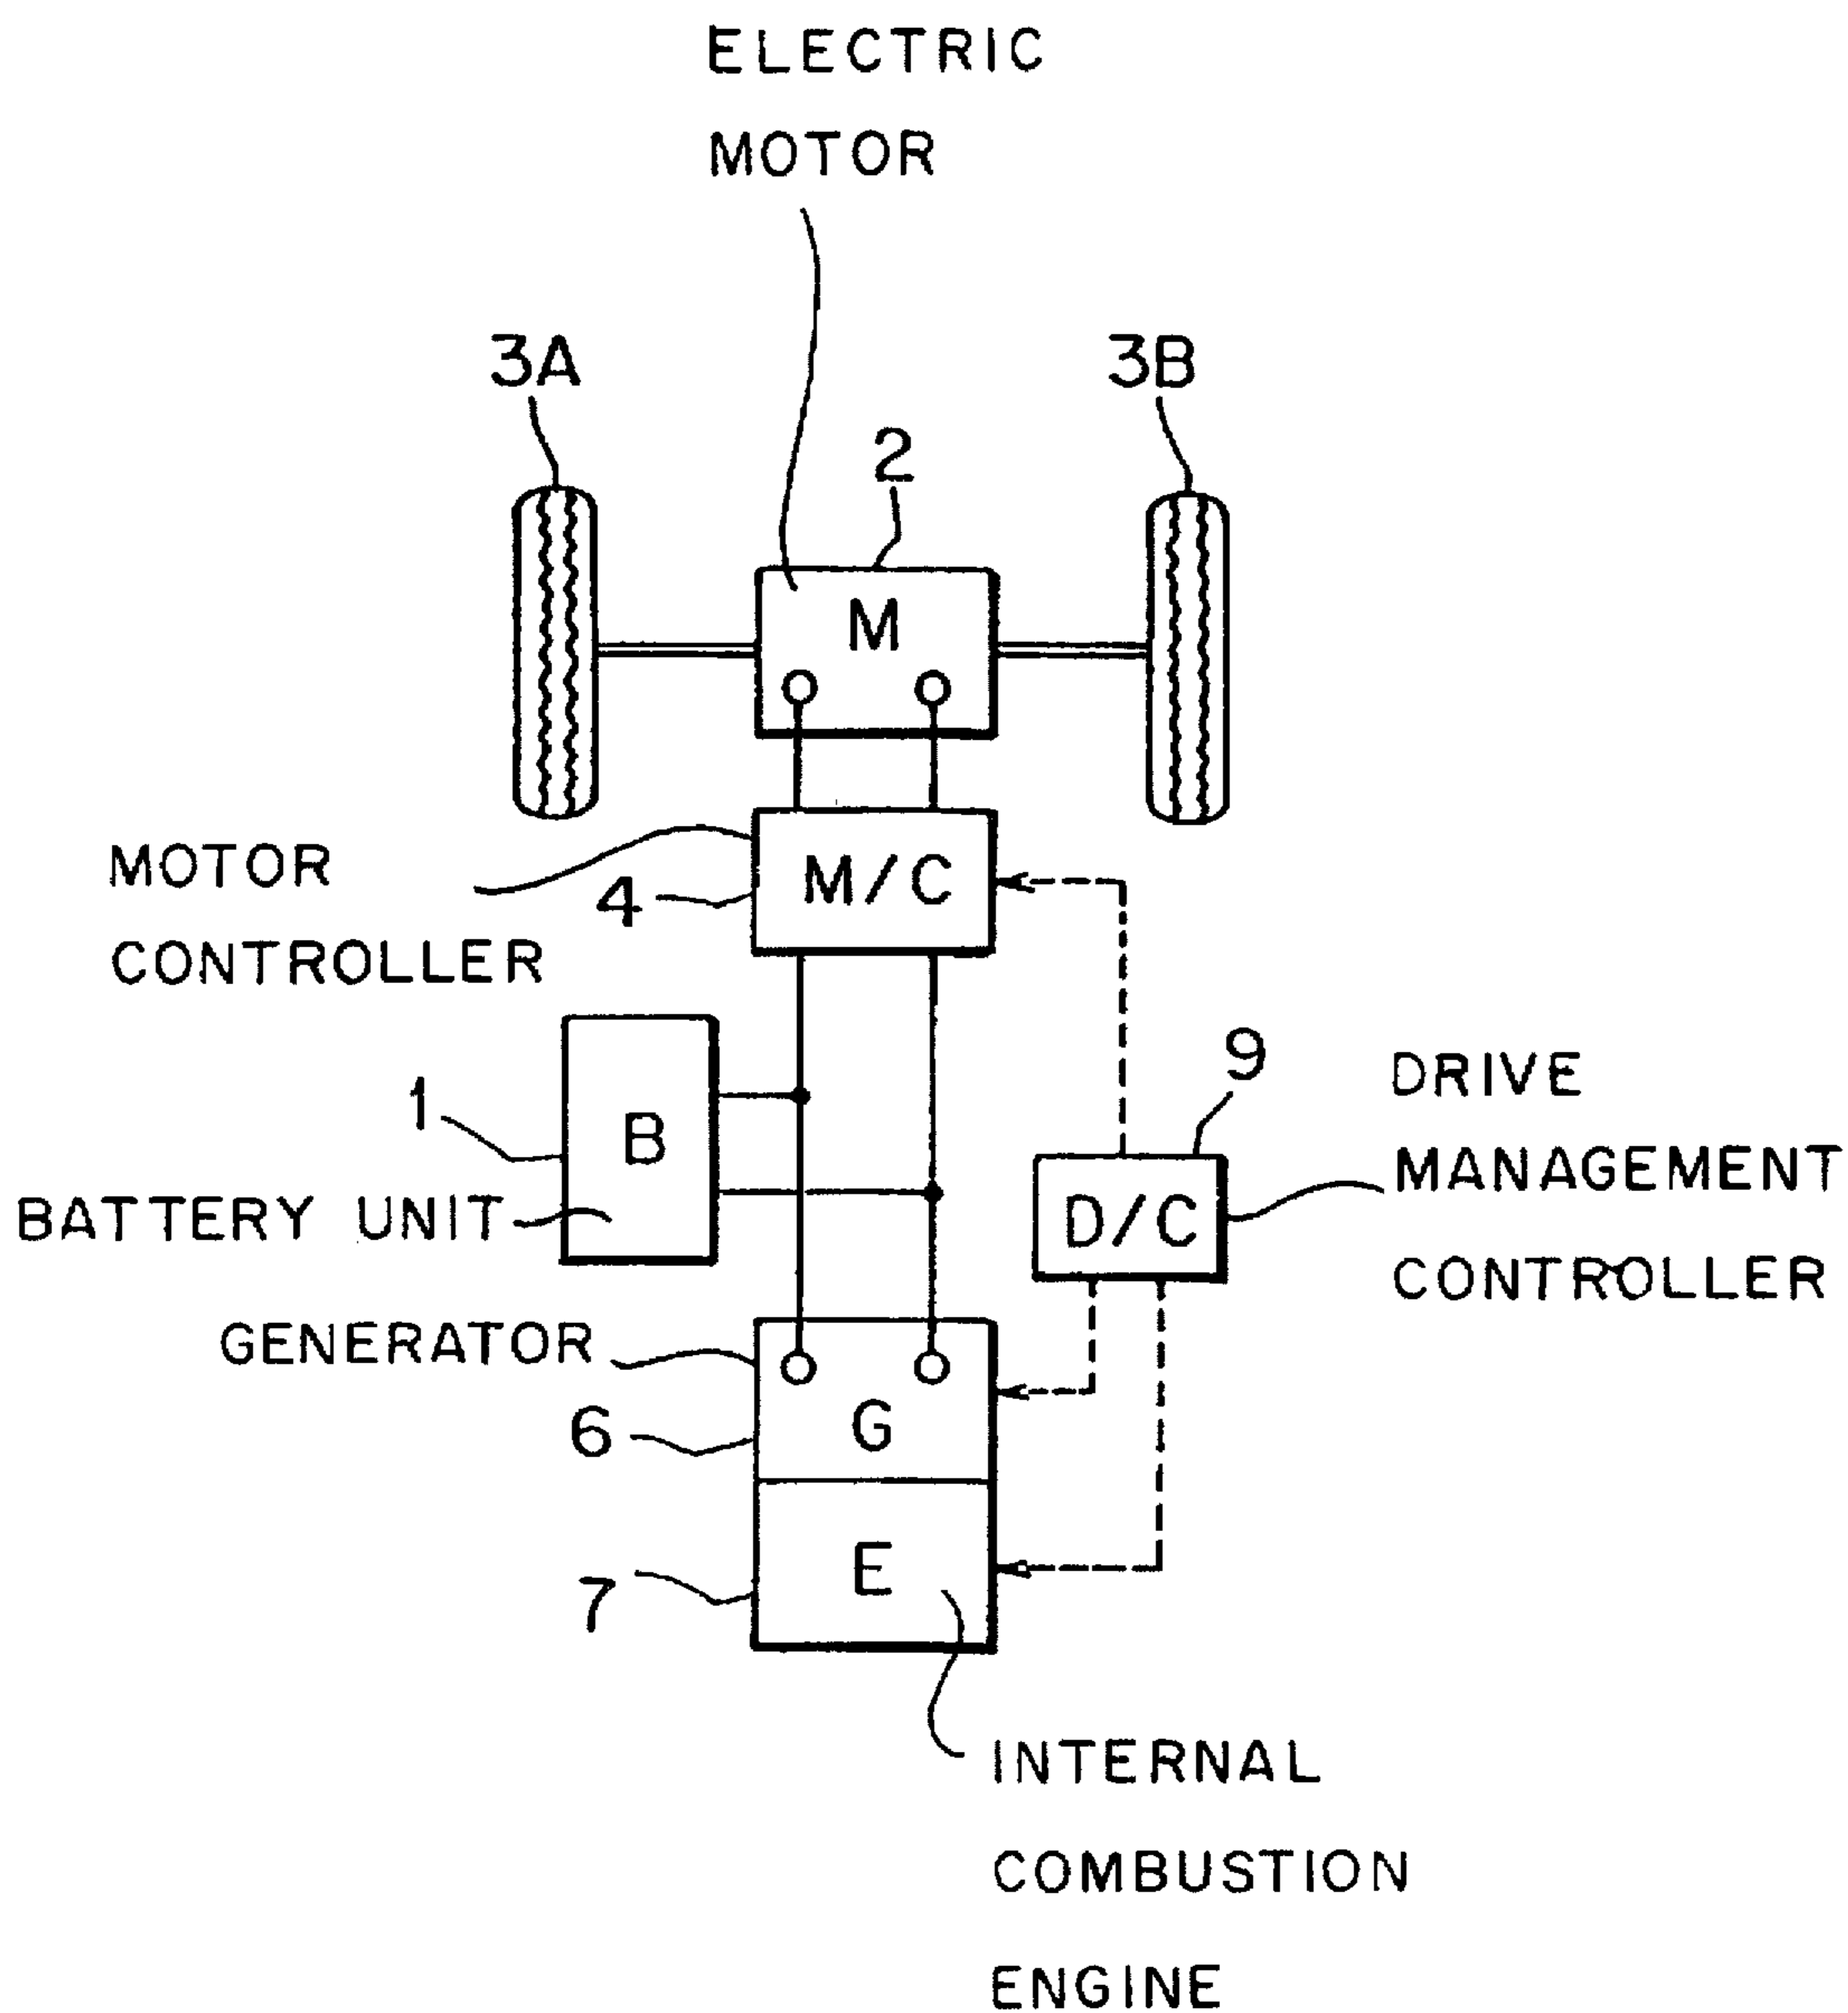 ELECTRIC
MOTOR
3A
3B
2
M
MOTOR
CONTROLLER
4
M/C
1
B
BATTERY UNIT
9
D/C
DRIVE
MANAGEMENT
CONTROLLER
GENERATOR
6
G
7
E
INTERNAL
COMBUSTION
ENGINE